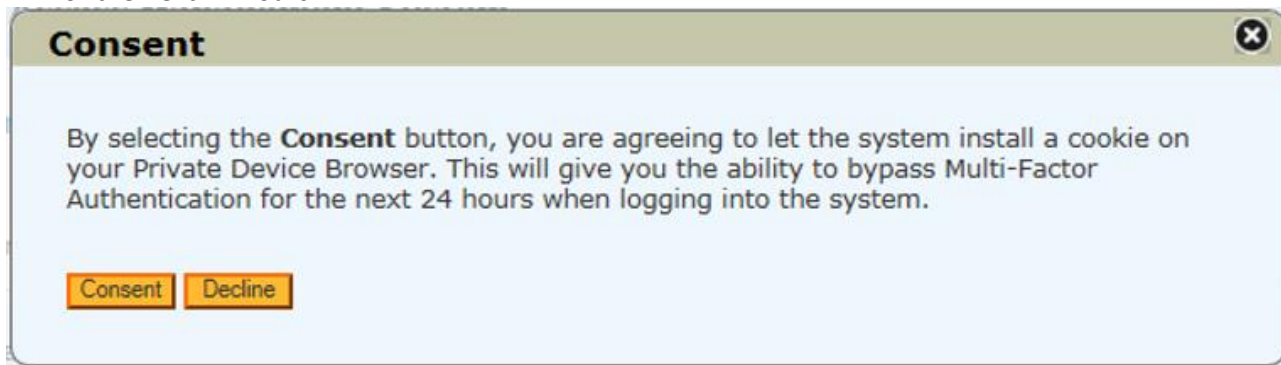 Consent
By selecting the Consent button, you are agreeing to let the system install a cookie on
your Private Device Browser. This will give you the ability to bypass Multi-Factor
Authentication for the next 24 hours when logging into the system.
Consent Decline